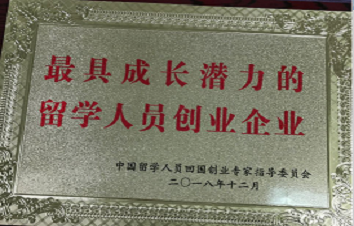 最具成长潜力的
留学人员创业企业
中国留学人员回国创业专家指导委员会
二〇一八年十二月